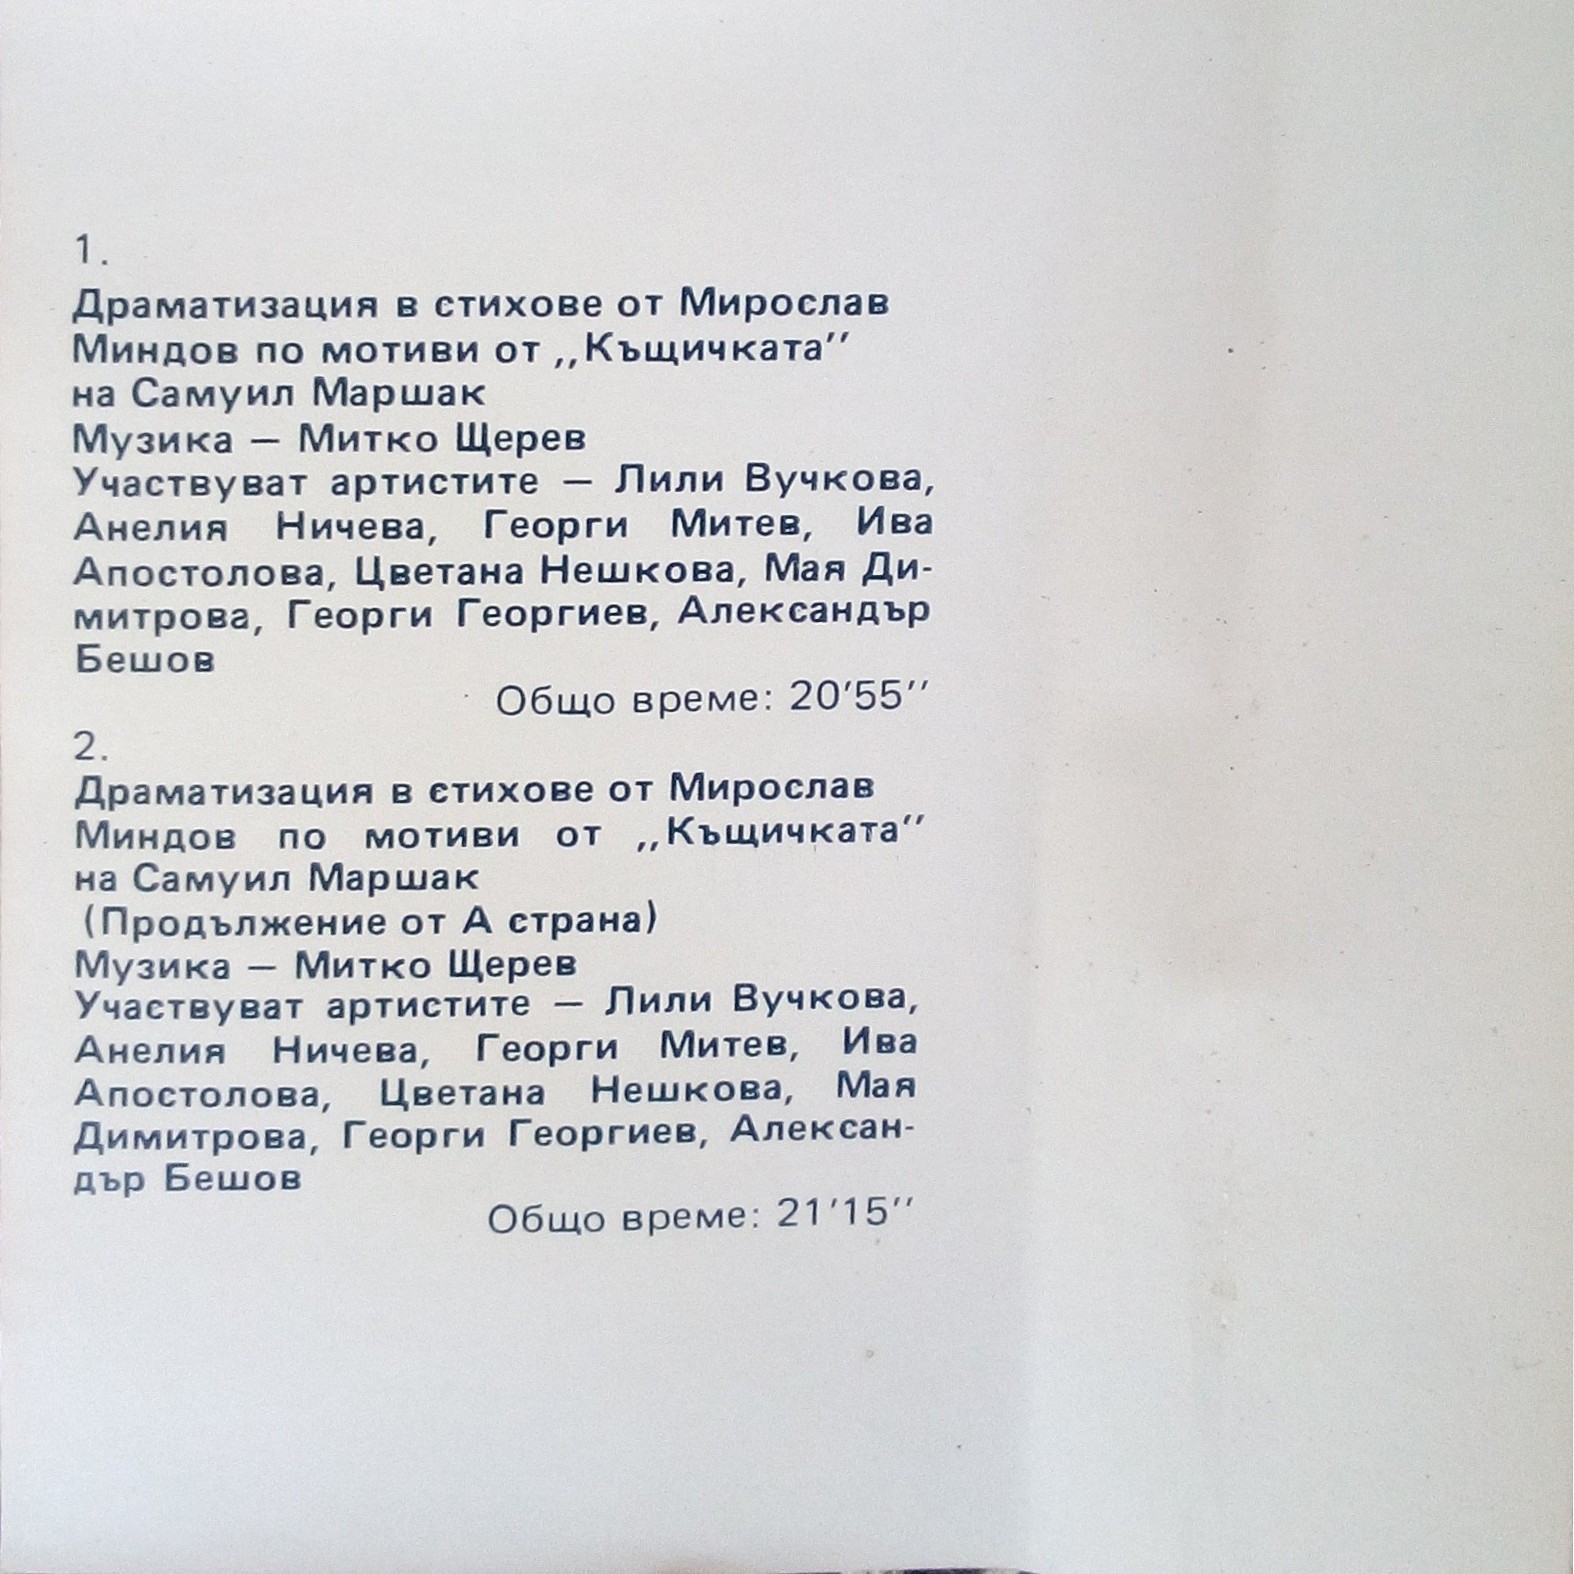 1.
Драматизация в стихове от Мирослав
Миндов по мотиви от ,,Къщичката''
на Самуил Маршак
Музика — Митко Щерев
Участвуват артистите — Лили Вучкова,
Анелия Ничева, Георги Митев, Ива
Апостолова, Цветана Нешкова, Мая Ди-
митрова, Георги Георгиев, Александър
Бешов
Общо време: 20'55''
2.
Драматизация в стихове от Мирослав
Миндов по мотиви от ,,Къщичката''
на Самуил Маршак
(Продължение от А страна)
Музика — Митко Щерев
Участвуват артистите — Лили Вучкова,
Анелия Ничева, Георги Митев, Ива
Апостолова, Цветана Нешкова, Мая
Димитрова, Георги Георгиев, Алексан-
дър Бешов
Общо време: 21'15''